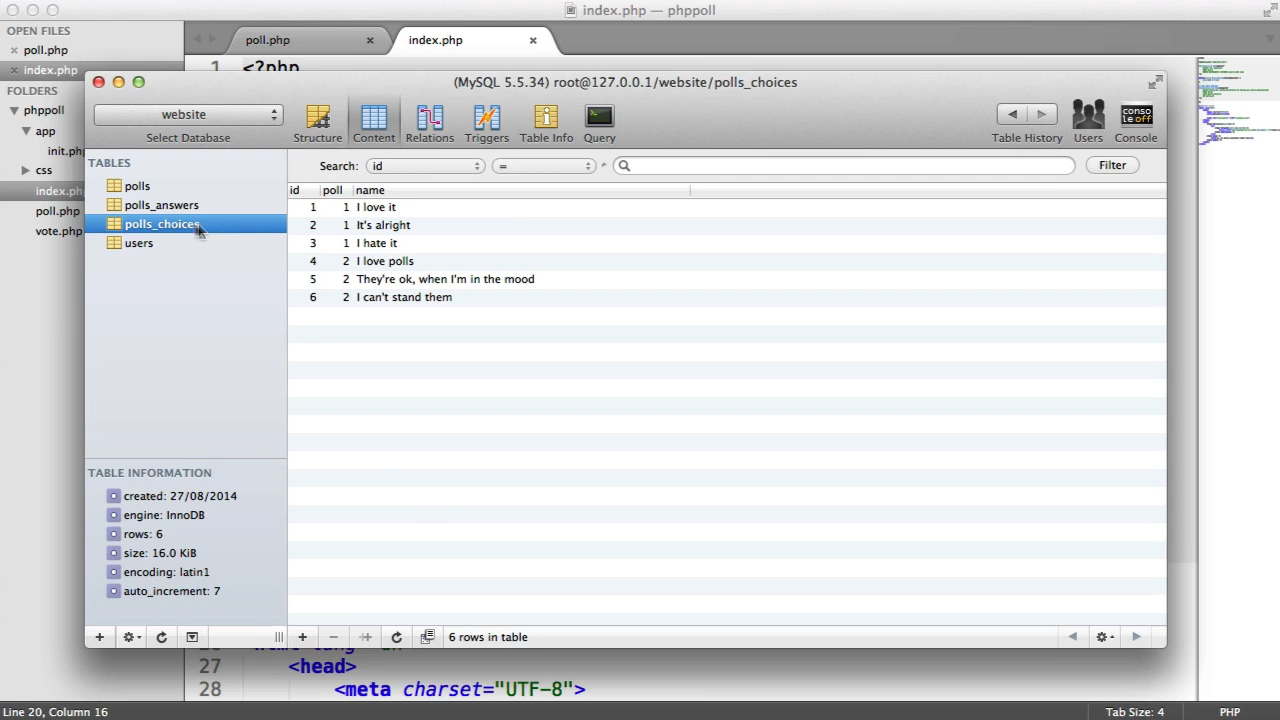 index.php — phppoll
OPEN FILES
poll.php
index.php
FOLDERS
phppoll
app
init.php
css
index.php
poll.php
vote.php
poll.php
index.php
1 <?php
root@127.0.0.1/website/polls_choices
website
Select Database
Structure
Content
Relations
Table Info
Query
Table History
Users
conso
le off
Console
TABLES
polls
polls_answers
polls_choices
users
Search: id = Filter
id poll name
1 1 I love it
2 1 It's alright
3 1 I hate it
4 2 I love polls
5 2 They're ok, when I'm in the mood
6 2 I can't stand them
TABLE INFORMATION
created: 27/08/2014
engine: InnoDB
rows: 6
size: 16.0 KiB
encoding: latin1
auto_increment: 7
6 rows in table
27 <head>
28 <meta charset="UTF-8">
Line 20, Column 16
Tab Size: 4
PHP